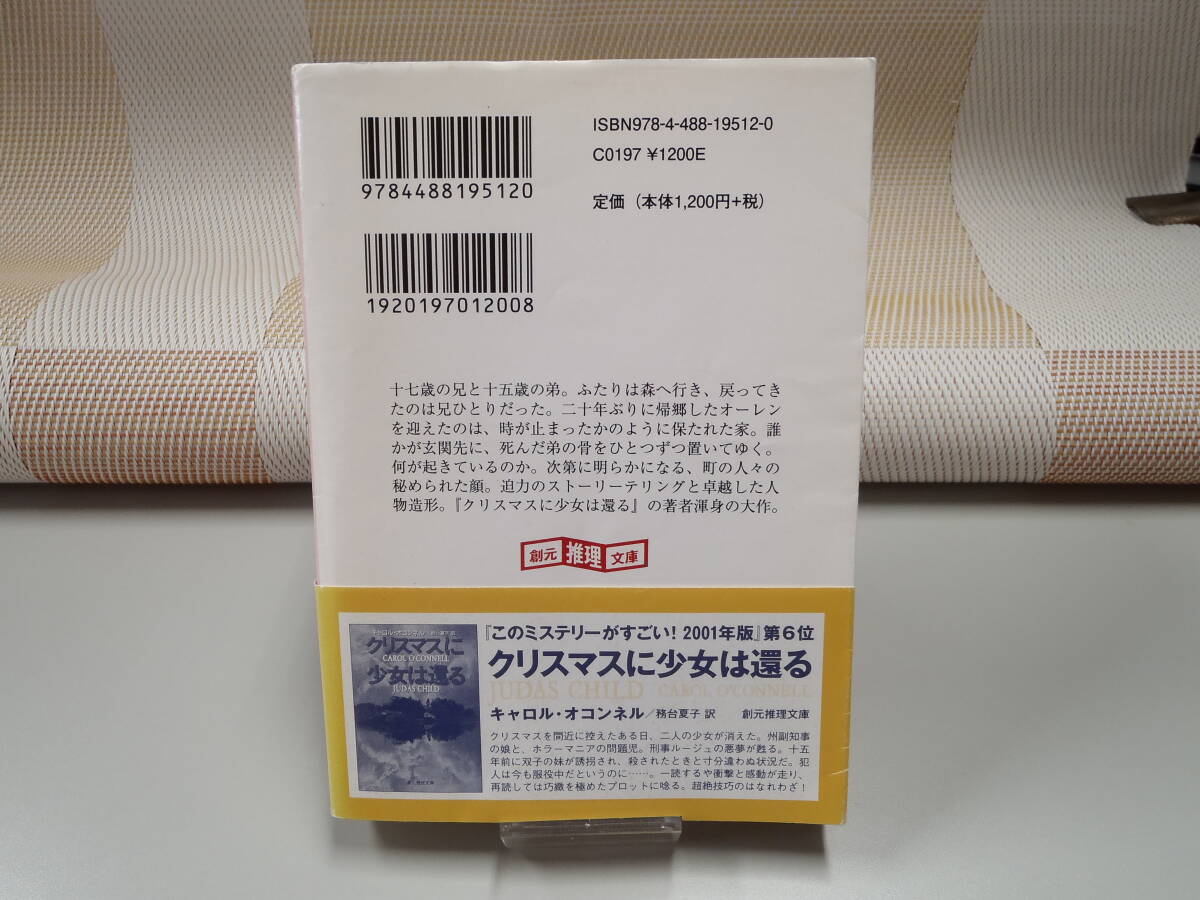 ISBN978-4-488-19512-0
C0197 ¥1200E
定価（本体1,200円+税）
9784488195120
1920197012008
十七歳の兄と十五歳の弟。ふたりは森へ行き、戻ってき
たのは兄ひとりだった。二十年ぶりに帰郷したオーレン
を迎えたのは、時が止まったかのように保たれた家。誰
かが玄関先に、死んだ弟の骨をひとつずつ置いてゆく。
何が起きているのか。次第に明らかになる、町の人々の
秘められた顔。迫力のストーリーテリングと卓越した人
物造形。『クリスマスに少女は還る』の著者渾身の大作。
創元推理文庫
キャロル・オコンネル
クリスマスに
CAROL O'CONNELL
少女は還る
JUDAS CHILD
『このミステリーがすごい！2001年版』第6位
クリスマスに少女は還る
JUDAS CHILD CAROL O'CONNELL
キャロル・オコンネル／務台夏子 訳 創元推理文庫
クリスマスを間近に控えたある日、二人の少女が消えた。州副知事
の娘と、ホラーマニアの問題児。刑事ルージュの悪夢が甦る。十五
年前に双子の妹が誘拐され、殺されたときと寸分違わぬ状況だ。犯
人は今も服役中だというのに……。一読するや衝撃と感動が走り、
再読しては巧緻を極めたプロットに唸る。超絶技巧のはなれわざ！